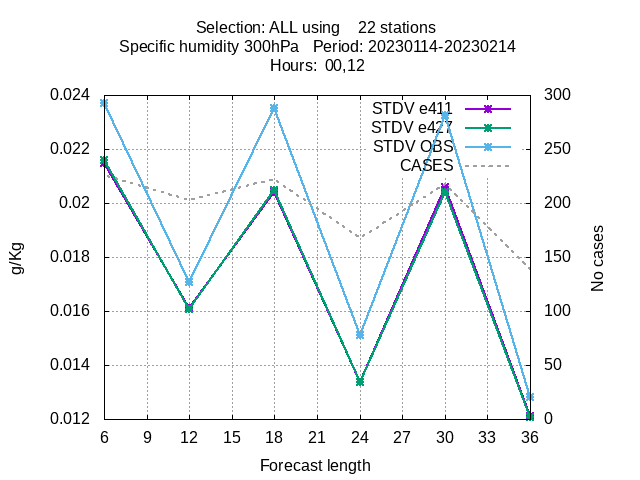 Selection: ALL using    22 stations
Specific humidity 300hPa   Period: 20230114-20230214
Hours:  00,12
STDV e411
STDV e427
STDV OBS
CASES
0.024
0.022
0.02
0.018
0.016
0.014
0.012
g/Kg
300
250
200
150
100
50
0
No cases
6 9 12 15 18 21 24 27 30 33 36
Forecast length